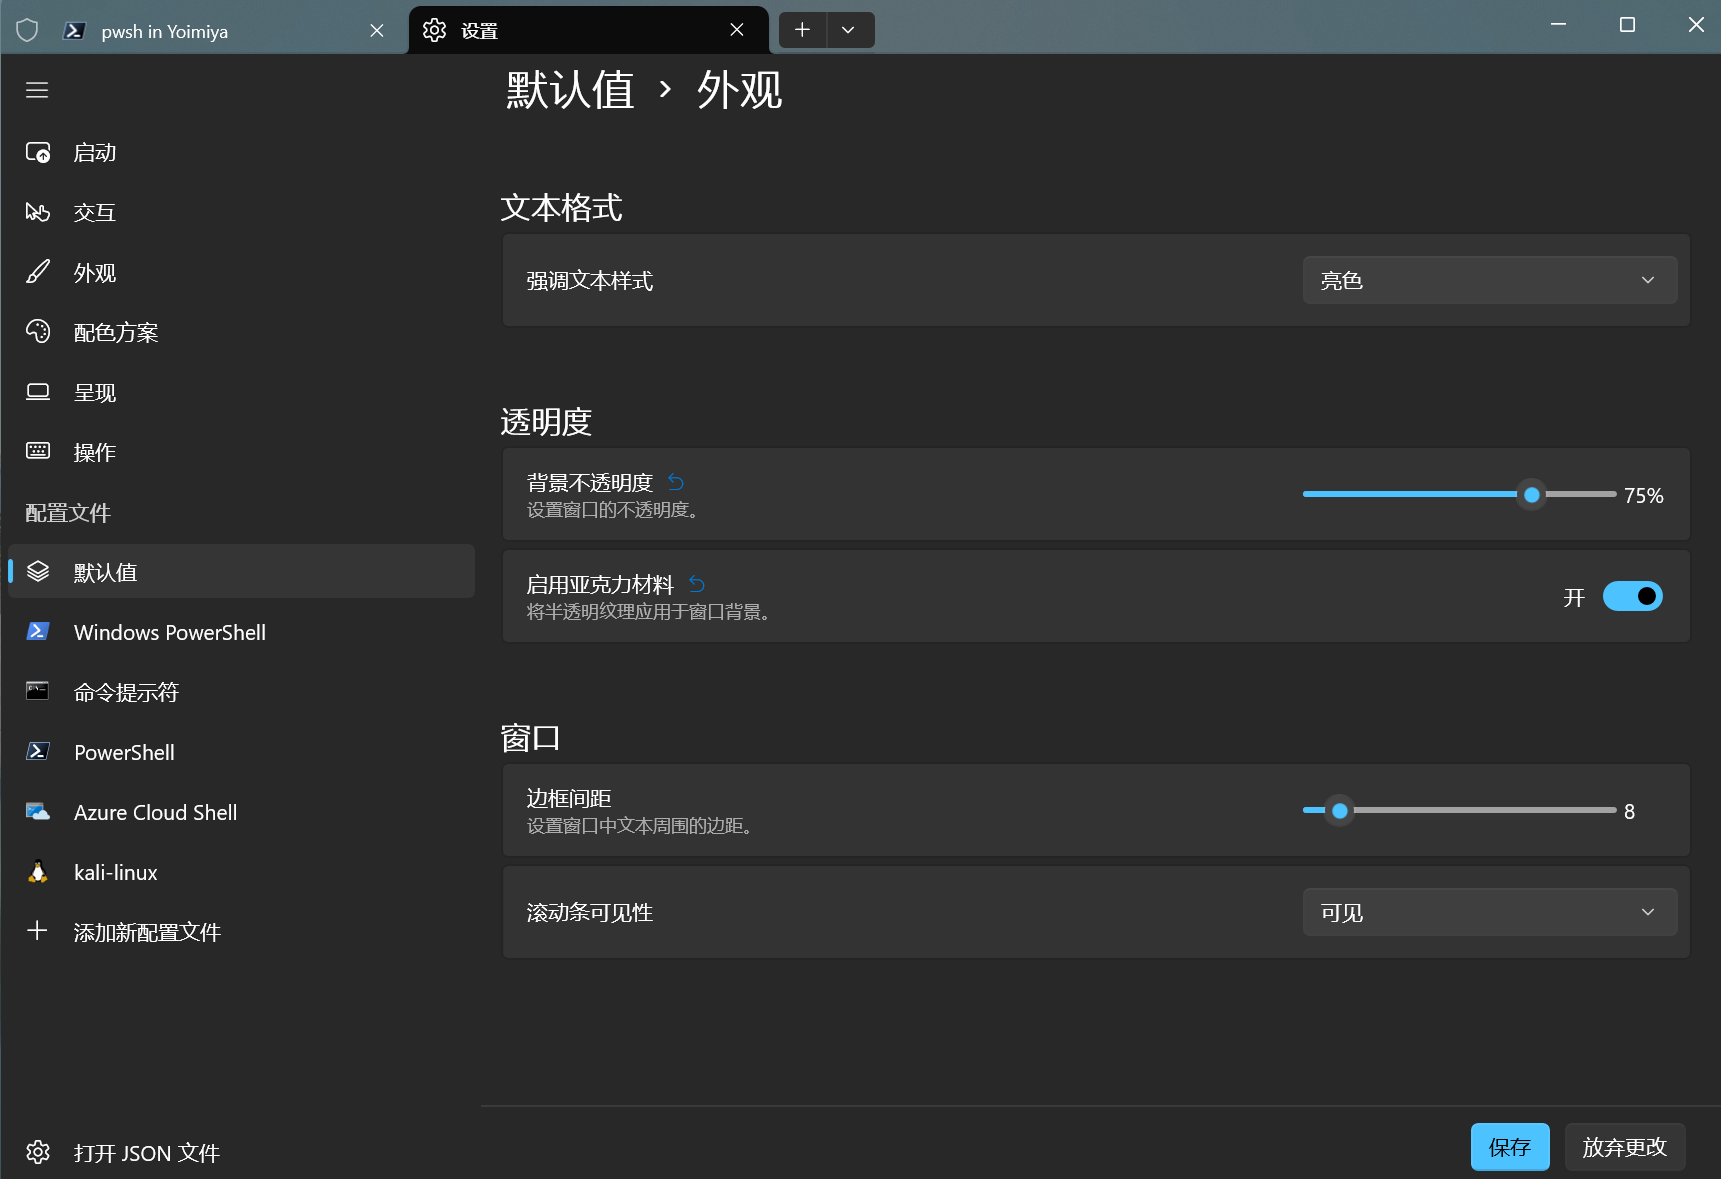 pwsh in Yoimiya
设置
启动
交互
外观
配色方案
呈现
操作
配置文件
默认值
Windows PowerShell
命令提示符
PowerShell
Azure Cloud Shell
kali-linux
添加新配置文件
打开 JSON 文件
默认值 › 外观
文本格式
强调文本样式
亮色
透明度
背景不透明度
设置窗口的不透明度。
75%
启用亚克力材料
将半透明纹理应用于窗口背景。
开
窗口
边框间距
设置窗口中文本周围的边距。
8
滚动条可见性
可见
保存
放弃更改